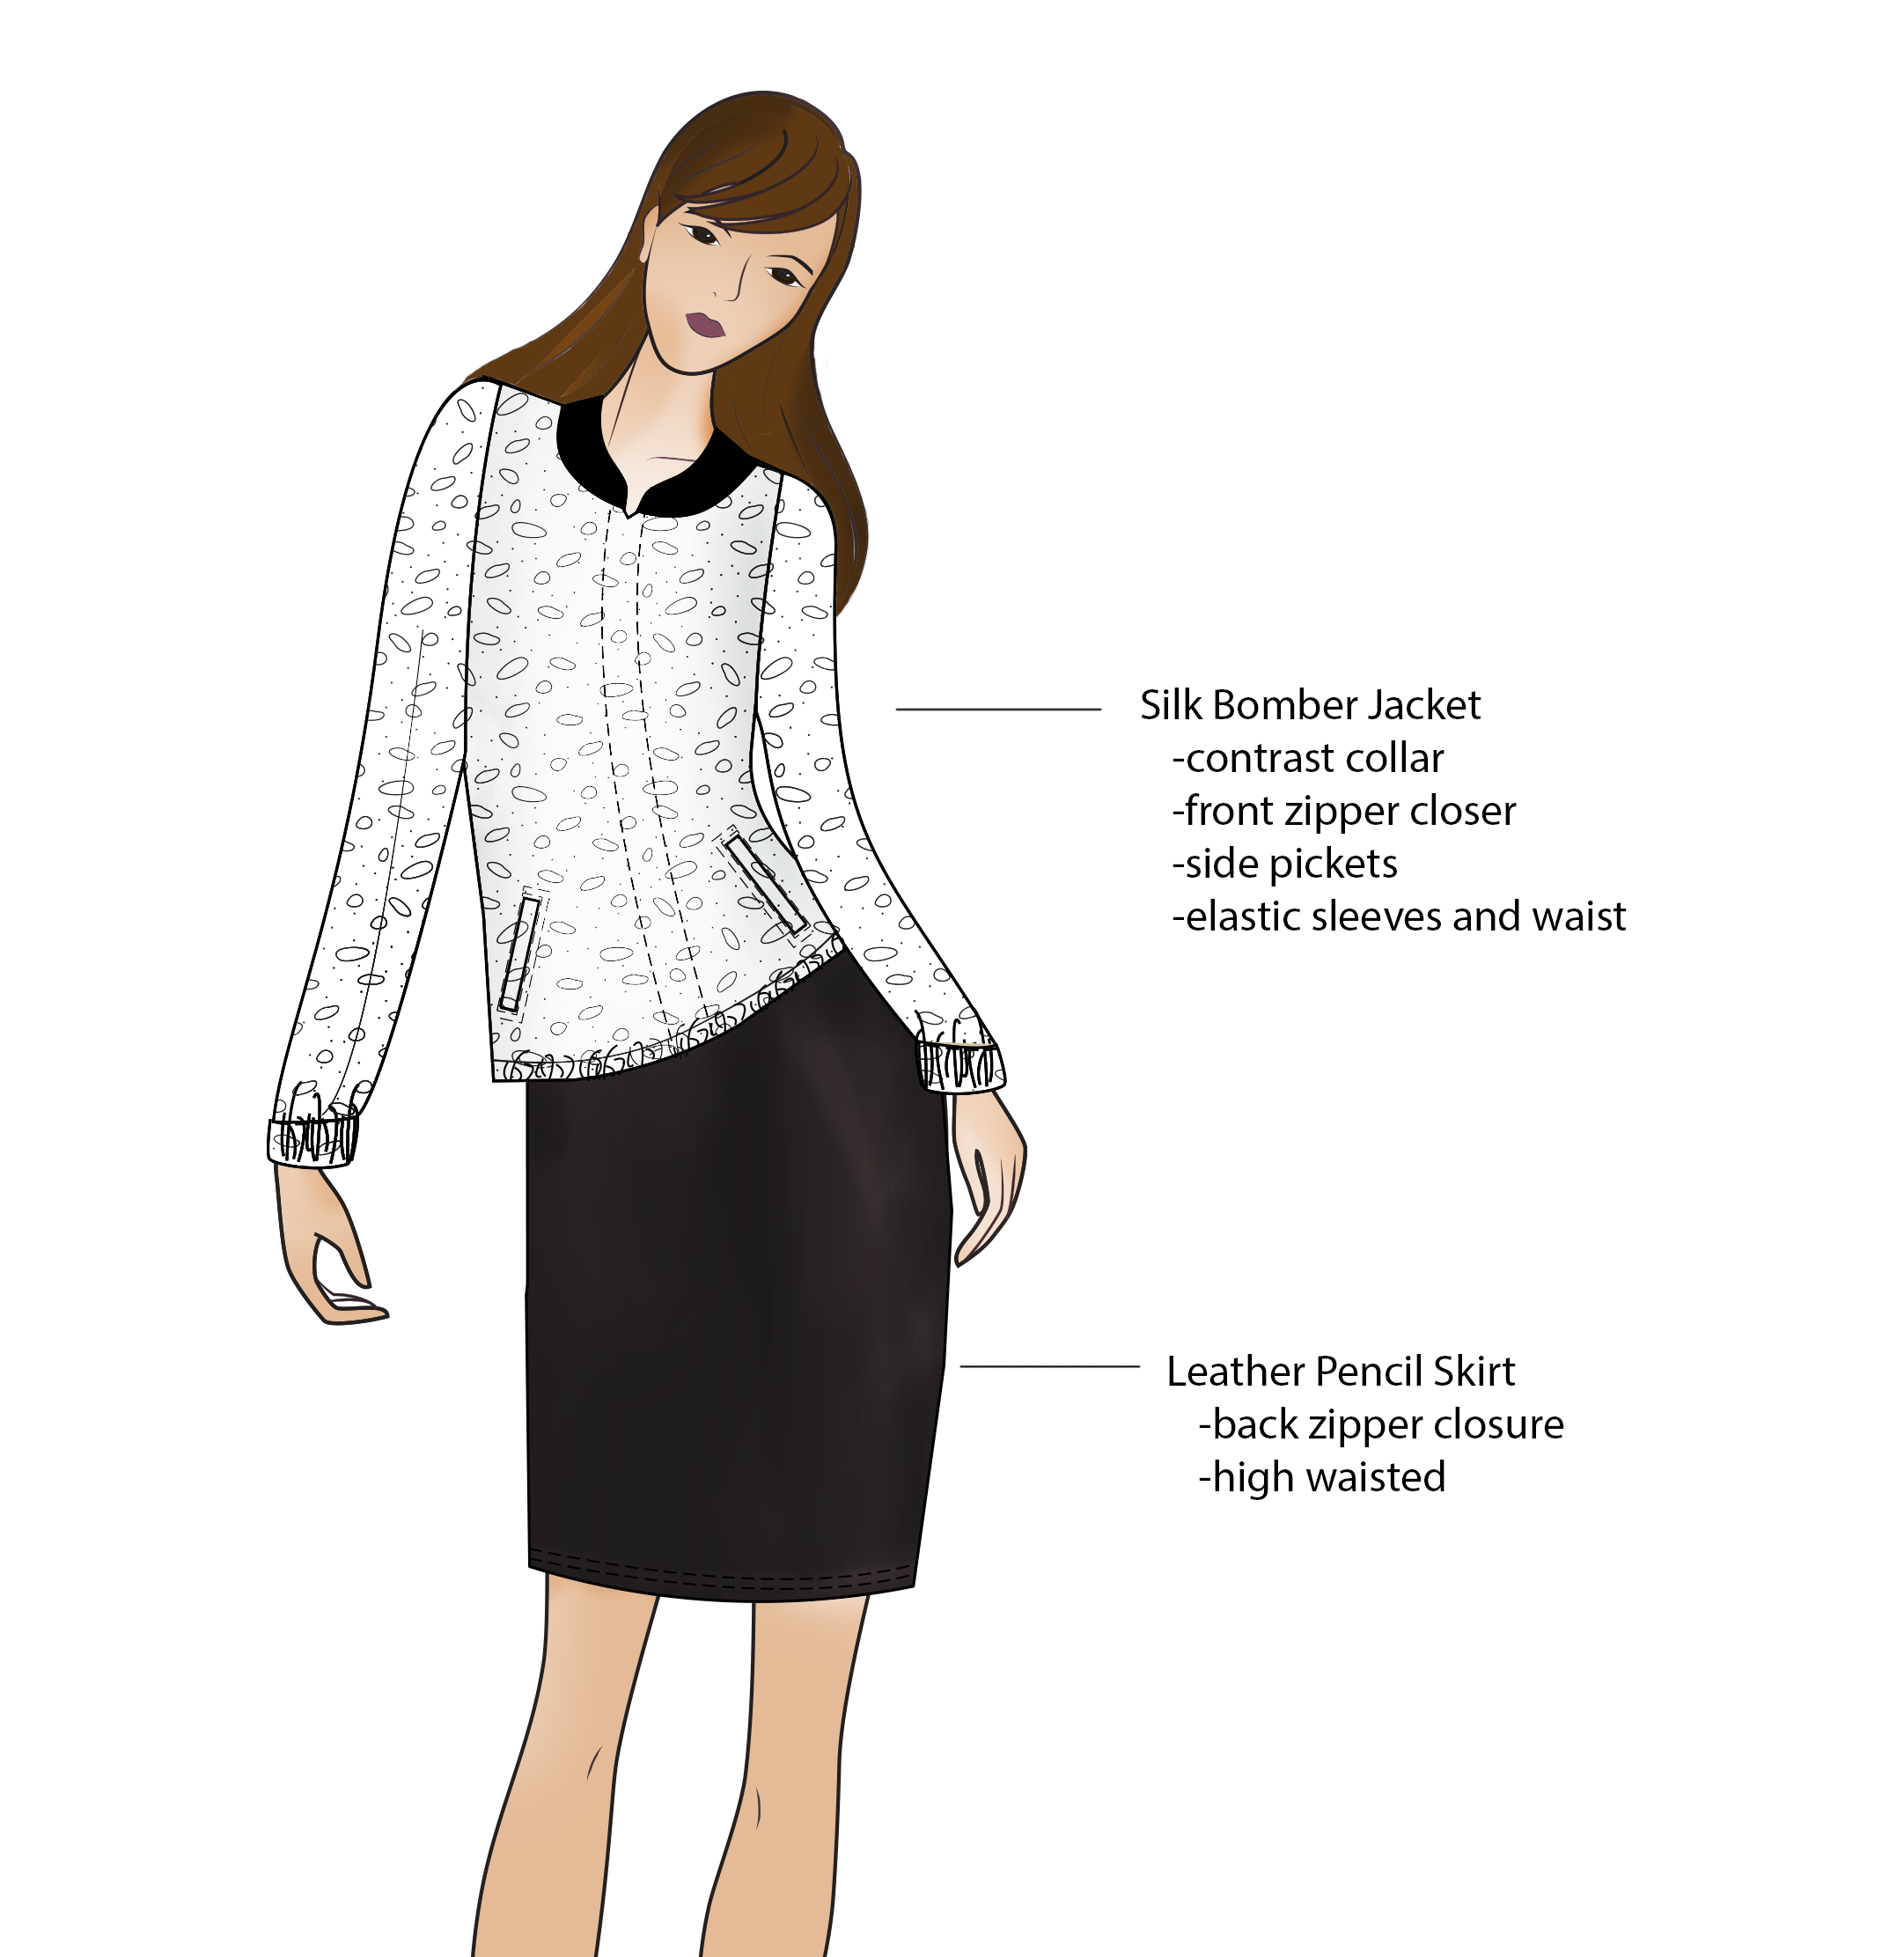 Silk Bomber Jacket
-contrast collar
-front zipper closer
-side pickets
-elastic sleeves and waist
Leather Pencil Skirt
-back zipper closure
-high waisted